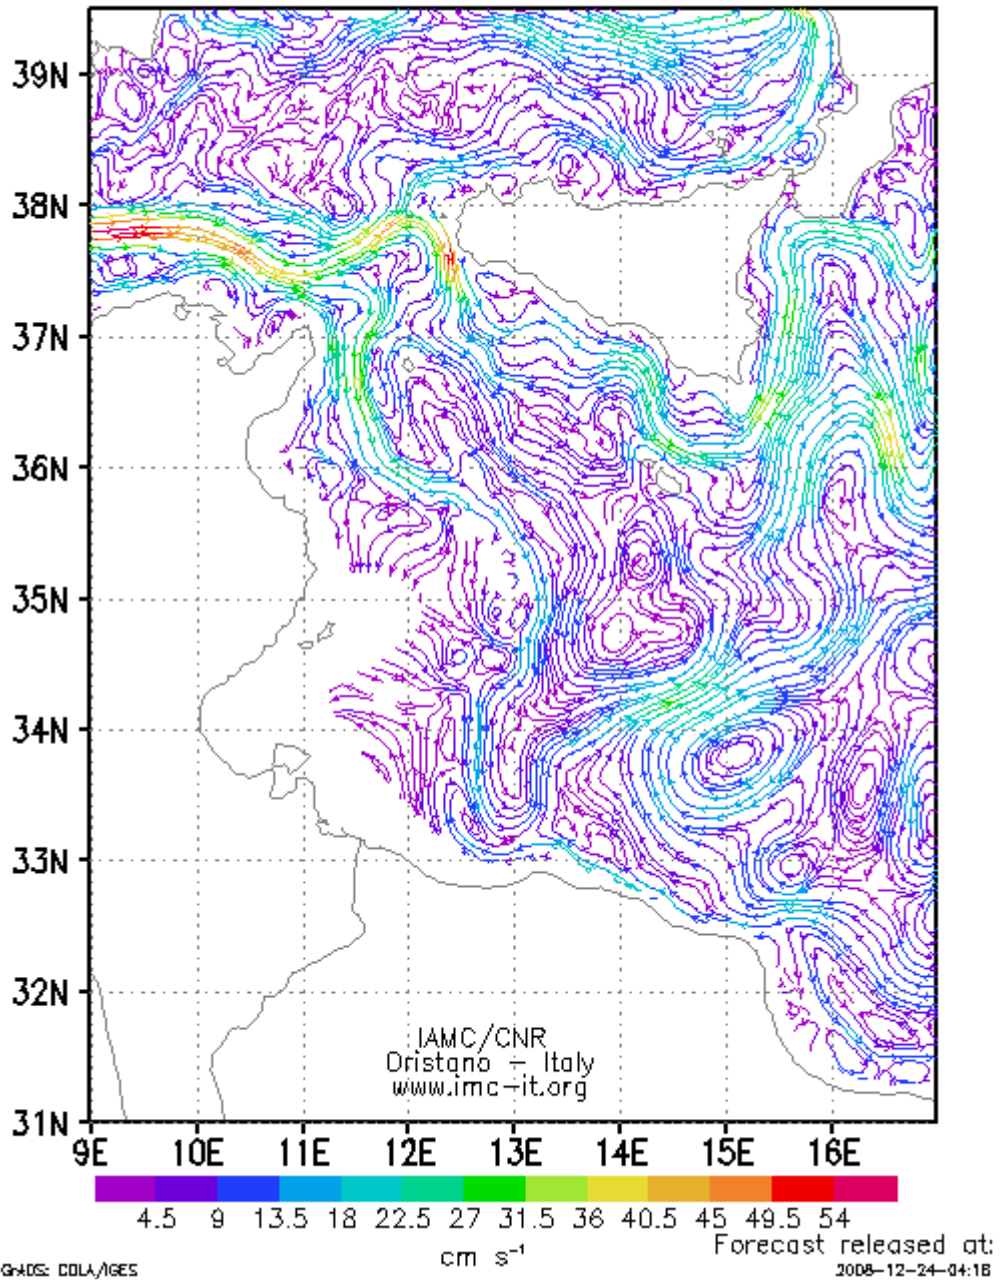 39N
38N
37N
36N
35N
34N
33N
32N
31N
IAMC/CNR
Oristano – Italy
www.imc-it.org
9E 10E 11E 12E 13E 14E 15E 16E
4.5 9 13.5 18 22.5 27 31.5 36 40.5 45 49.5 54
cm s⁻¹
Forecast released at:
GrADS: COLA/IGES
2008-12-24-04:18